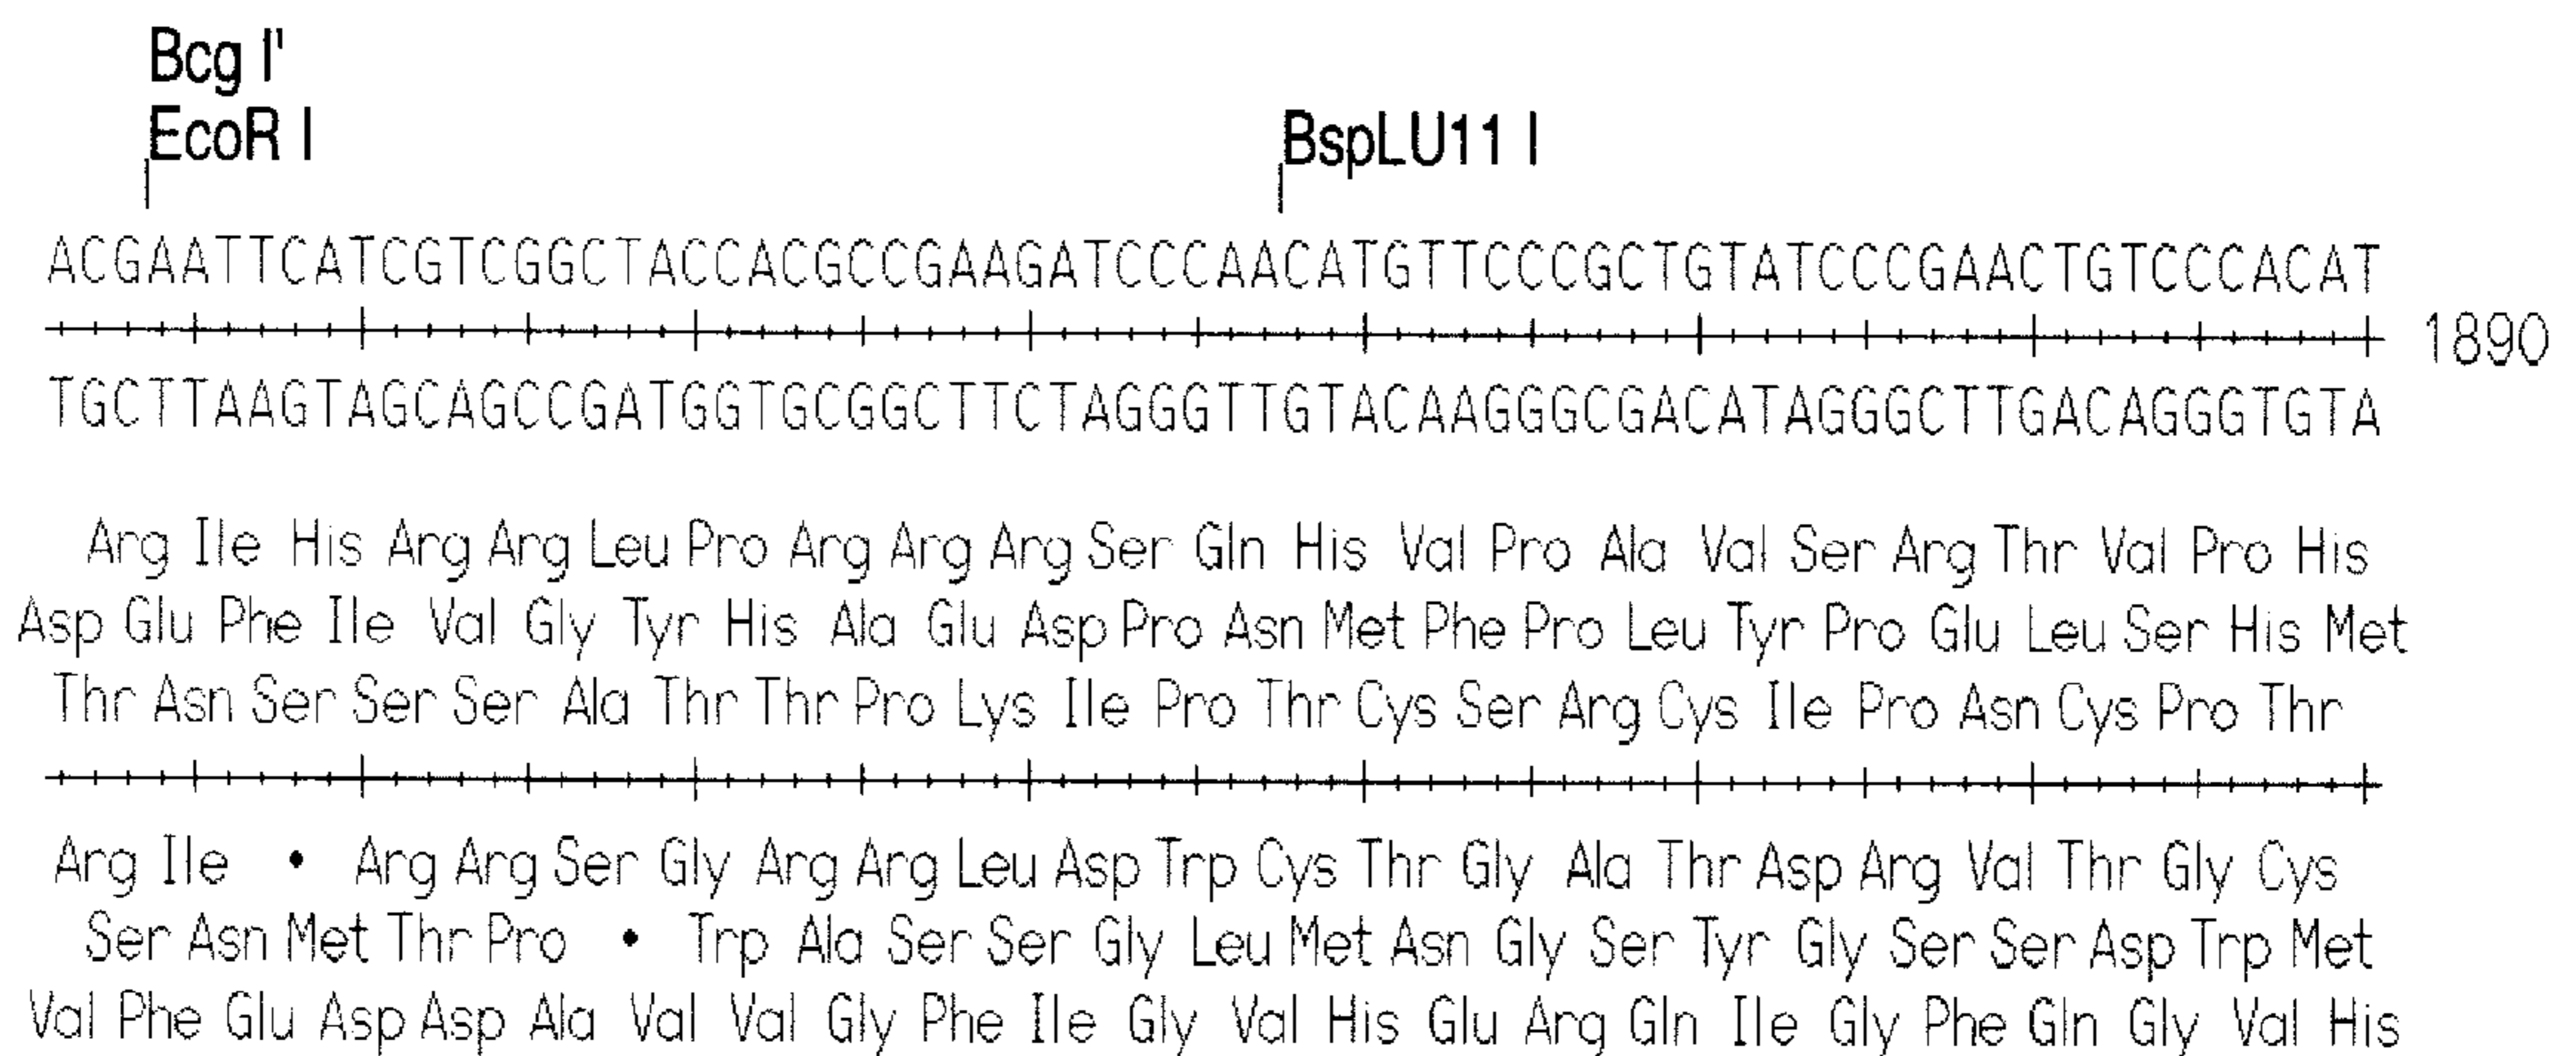 Bcg I'
EcoR I
BspLU11 I
ACGAATTCATCGTCGGCTACCACGCCGAAGATCCCAACATGTTCCCGCTGTATCCCGAACTGTCCCACAT
1890
TGCTTAAGTAGCAGCCGATGGTGCGGCTTCTAGGGTTGTACAAGGGCGACATAGGGCTTGACAGGGTGTA
Arg Ile His Arg Arg Leu Pro Arg Arg Arg Ser Gln His Val Pro Ala Val Ser Arg Thr Val Pro His
Asp Glu Phe Ile Val Gly Tyr His Ala Glu Asp Pro Asn Met Phe Pro Leu Tyr Pro Glu Leu Ser His Met
Thr Asn Ser Ser Ser Ala Thr Thr Pro Lys Ile Pro Thr Cys Ser Arg Cys Ile Pro Asn Cys Pro Thr
Arg Ile • Arg Arg Ser Gly Arg Arg Leu Asp Trp Cys Thr Gly Ala Thr Asp Arg Val Thr Gly Cys
Ser Asn Met Thr Pro • Trp Ala Ser Ser Gly Leu Met Asn Gly Ser Tyr Gly Ser Ser Asp Trp Met
Val Phe Glu Asp Asp Ala Val Val Gly Phe Ile Gly Val His Glu Arg Gln Ile Gly Phe Gln Gly Val His